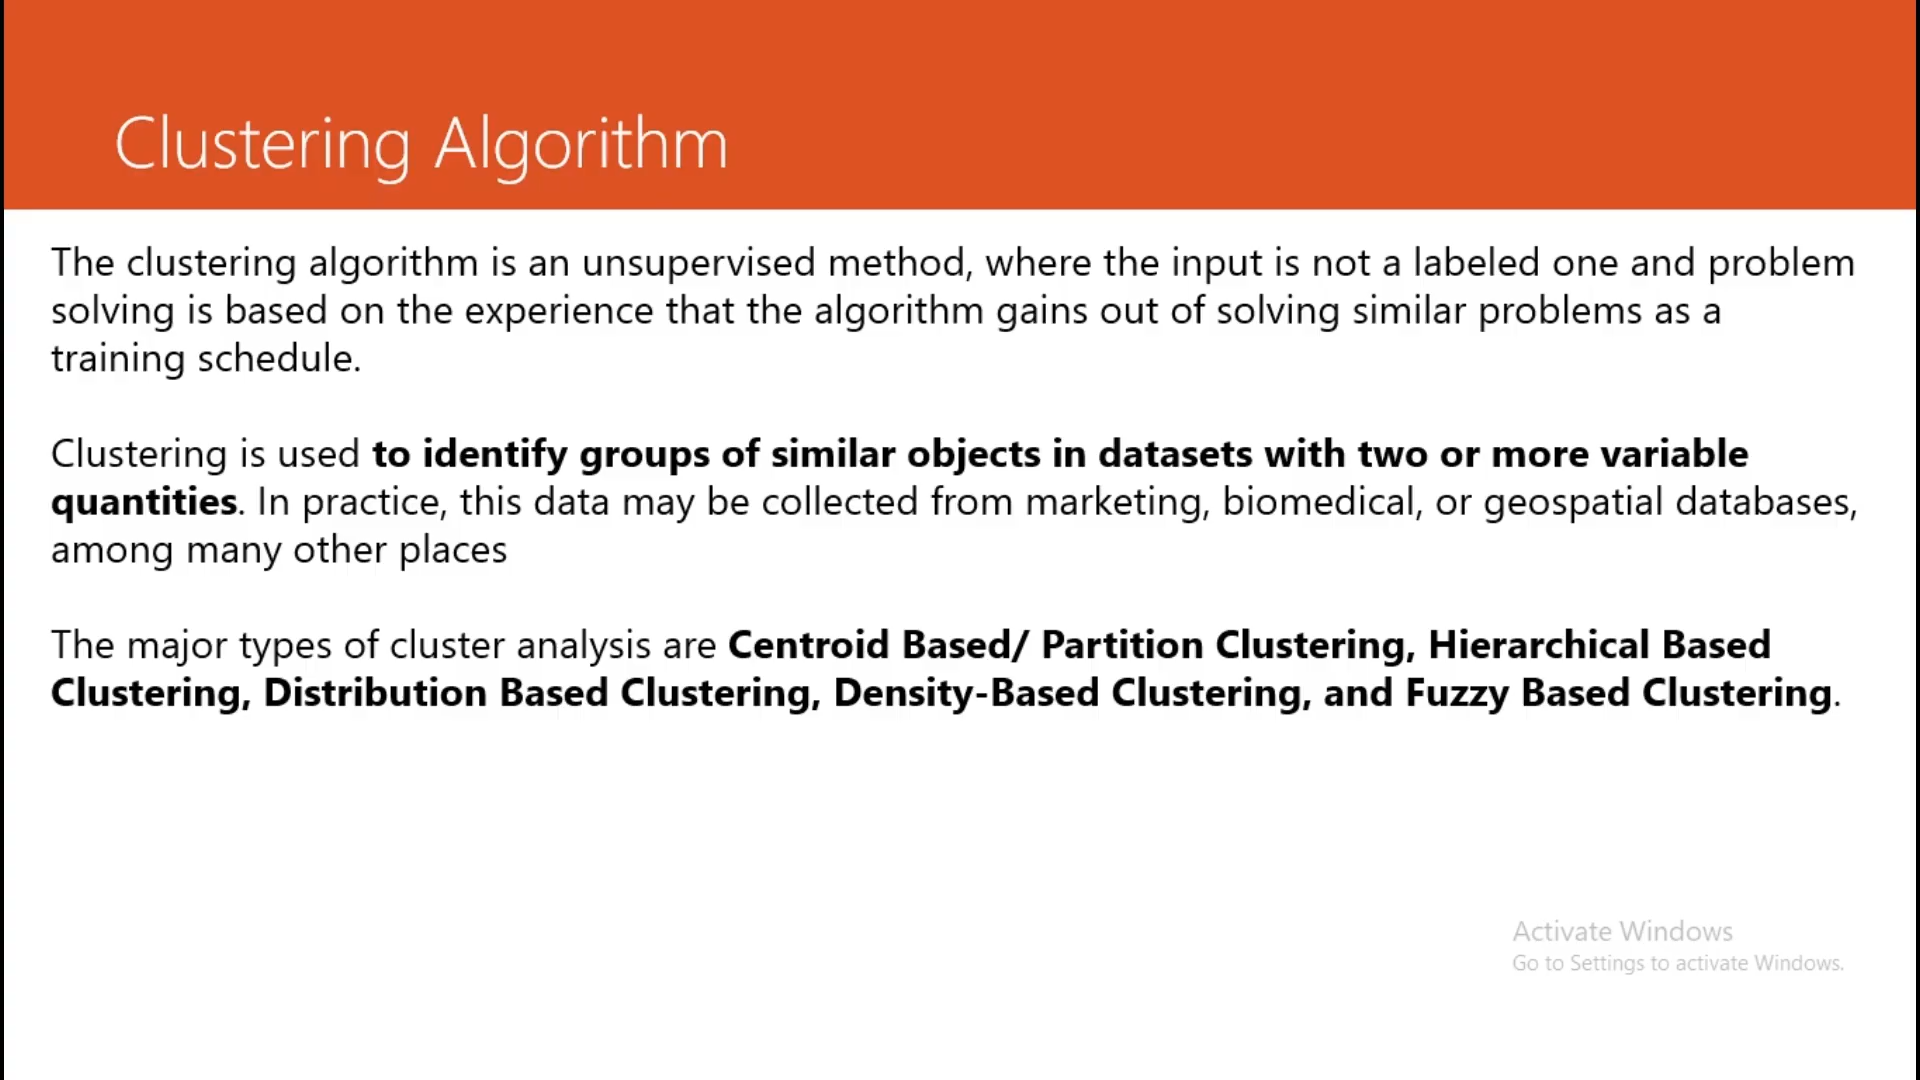 Clustering Algorithm
The clustering algorithm is an unsupervised method, where the input is not a labeled one and problem
solving is based on the experience that the algorithm gains out of solving similar problems as a
training schedule.
Clustering is used to identify groups of similar objects in datasets with two or more variable
quantities. In practice, this data may be collected from marketing, biomedical, or geospatial databases,
among many other places
The major types of cluster analysis are Centroid Based/ Partition Clustering, Hierarchical Based
Clustering, Distribution Based Clustering, Density-Based Clustering, and Fuzzy Based Clustering.
Activate Windows
Go to Settings to activate Windows.